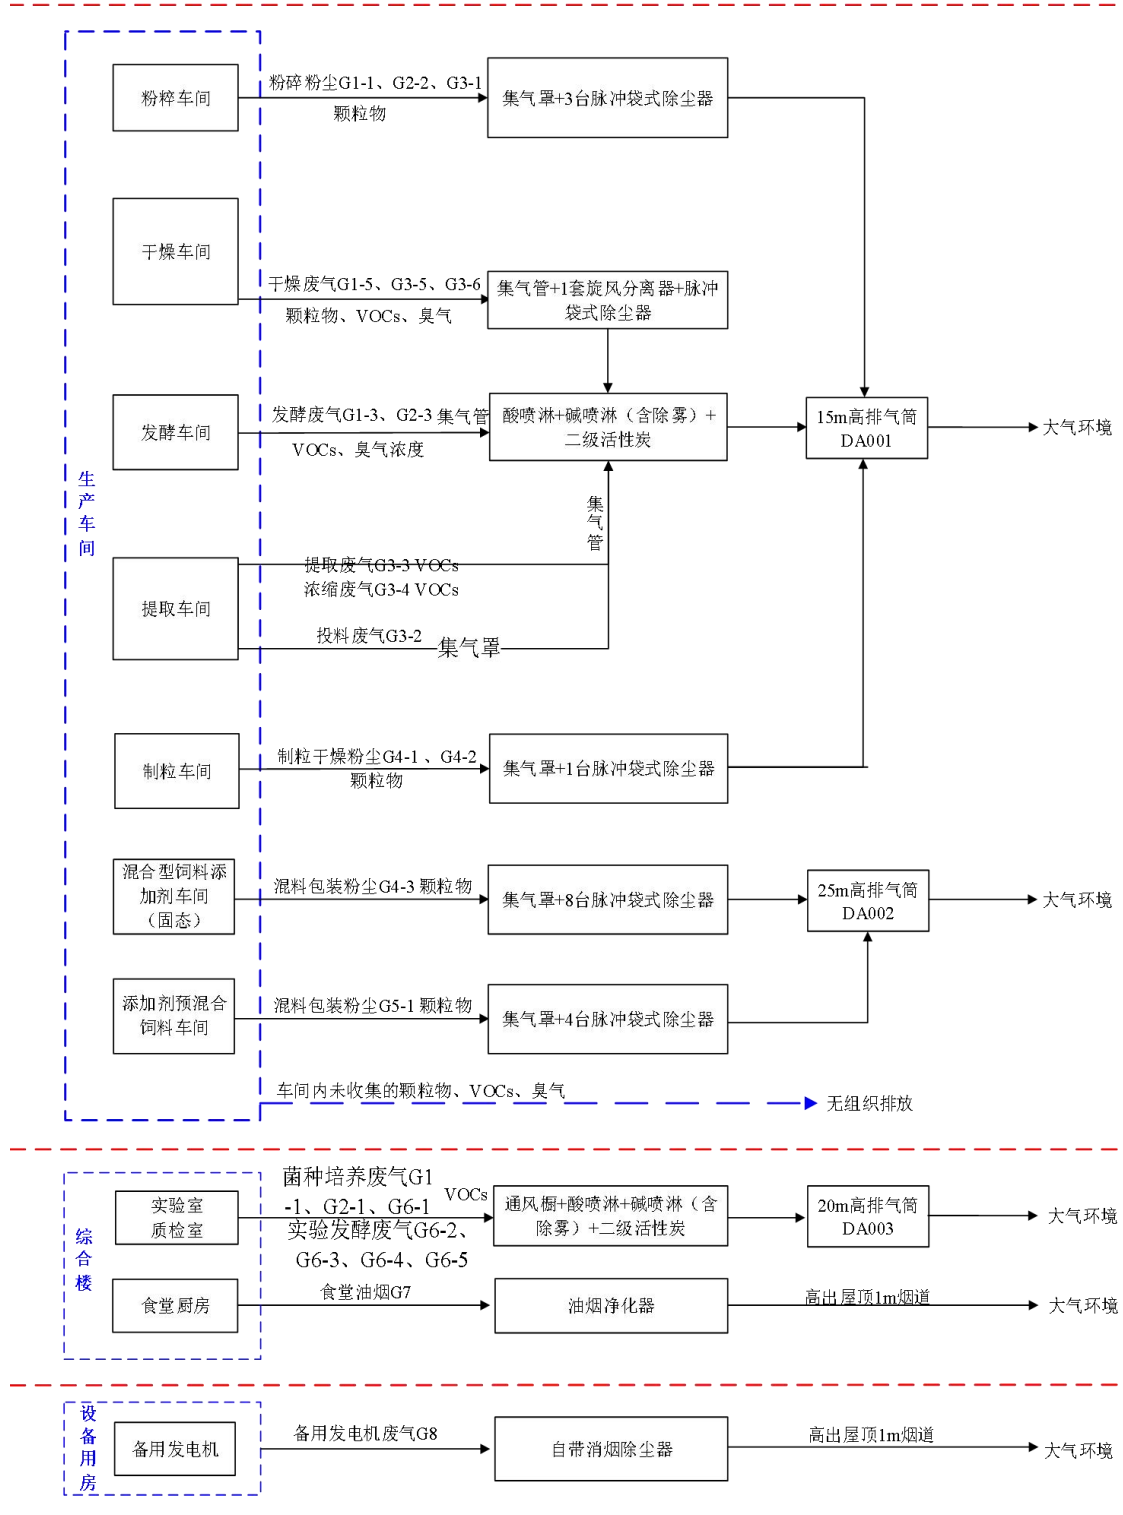 生产车间
粉粹车间
粉碎粉尘G1-1、G2-2、G3-1
颗粒物
集气罩+3台脉冲袋式除尘器
干燥车间
干燥废气G1-5、G3-5、G3-6
颗粒物、VOCs、臭气
集气管+1套旋风分离器+脉冲
袋式除尘器
发酵车间
发酵废气G1-3、G2-3 集气管
VOCs、臭气浓度
酸喷淋+碱喷淋（含除雾）+
二级活性炭
15m高排气筒
DA001
大气环境
集气管
提取车间
提取废气G3-3 VOCs
浓缩废气G3-4 VOCs
投料废气G3-2
集气罩
制粒车间
制粒干燥粉尘G4-1、G4-2
颗粒物
集气罩+1台脉冲袋式除尘器
混合型饲料添
加剂车间
（固态）
混料包装粉尘G4-3 颗粒物
集气罩+8台脉冲袋式除尘器
25m高排气筒
DA002
大气环境
添加剂预混合
饲料车间
混料包装粉尘G5-1 颗粒物
集气罩+4台脉冲袋式除尘器
车间内未收集的颗粒物、VOCs、臭气
无组织排放
综合楼
实验室
质检室
菌种培养废气G1
-1、G2-1、G6-1
VOCs
实验发酵废气G6-2、
G6-3、G6-4、G6-5
通风橱+酸喷淋+碱喷淋（含
除雾）+二级活性炭
20m高排气筒
DA003
大气环境
食堂厨房
食堂油烟G7
油烟净化器
高出屋顶1m烟道
大气环境
设备用房
备用发电机
备用发电机废气G8
自带消烟除尘器
高出屋顶1m烟道
大气环境